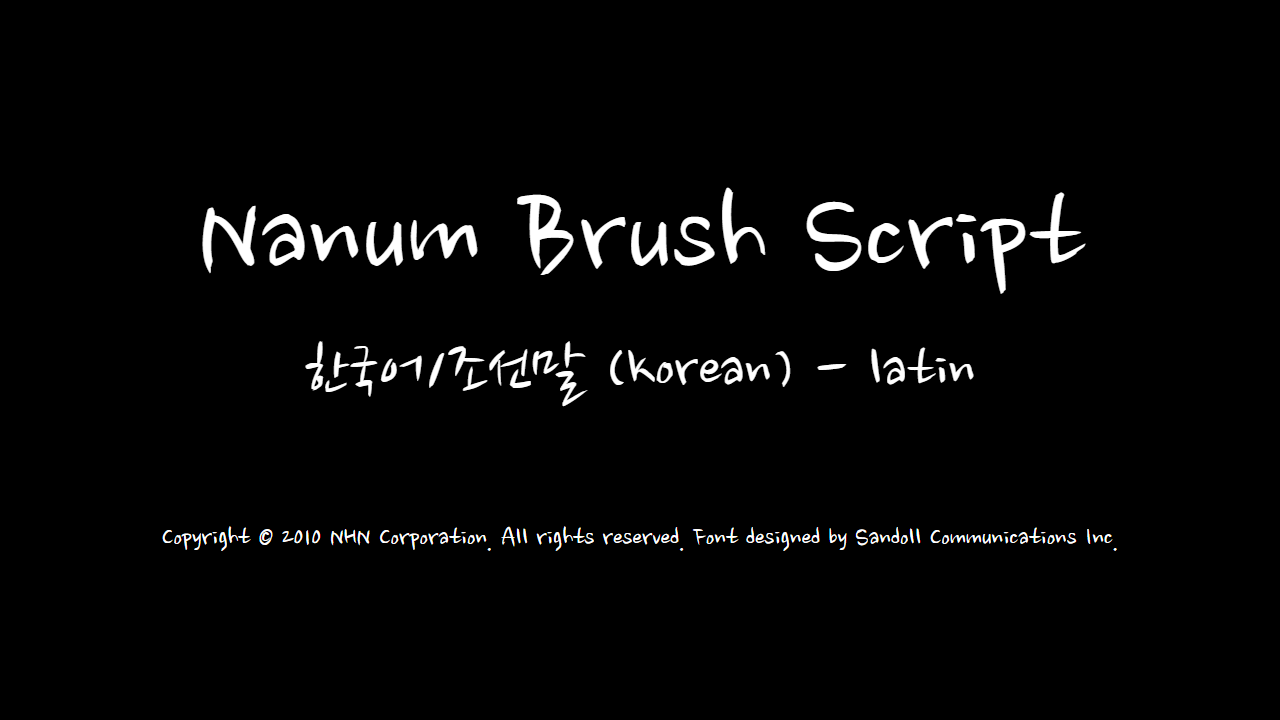 Nanum Brush Script
한국어/조선말 (korean) - latin
Copyright © 2010 NHN Corporation. All rights reserved. Font designed by Sandoll Communications Inc.